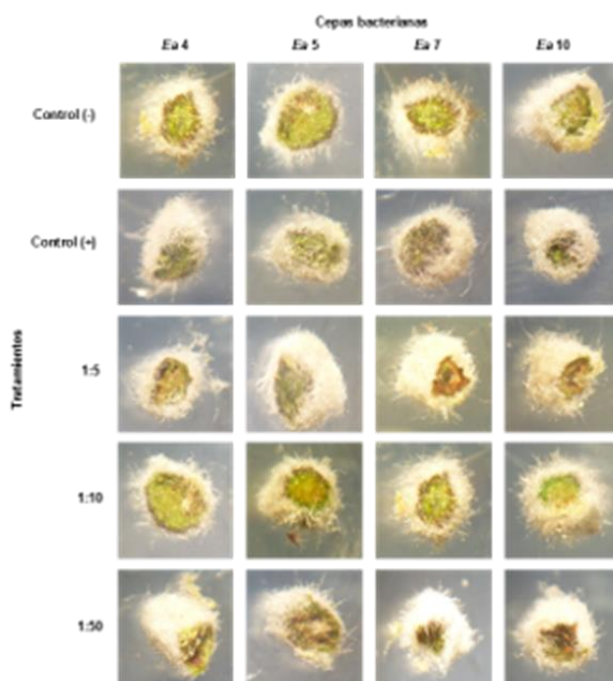 Cepas bacterianas
Ea 4 Ea 5 Ea 7 Ea 10
Control (-)
Control (+)
Tratamientos
1:5
1:10
1:50